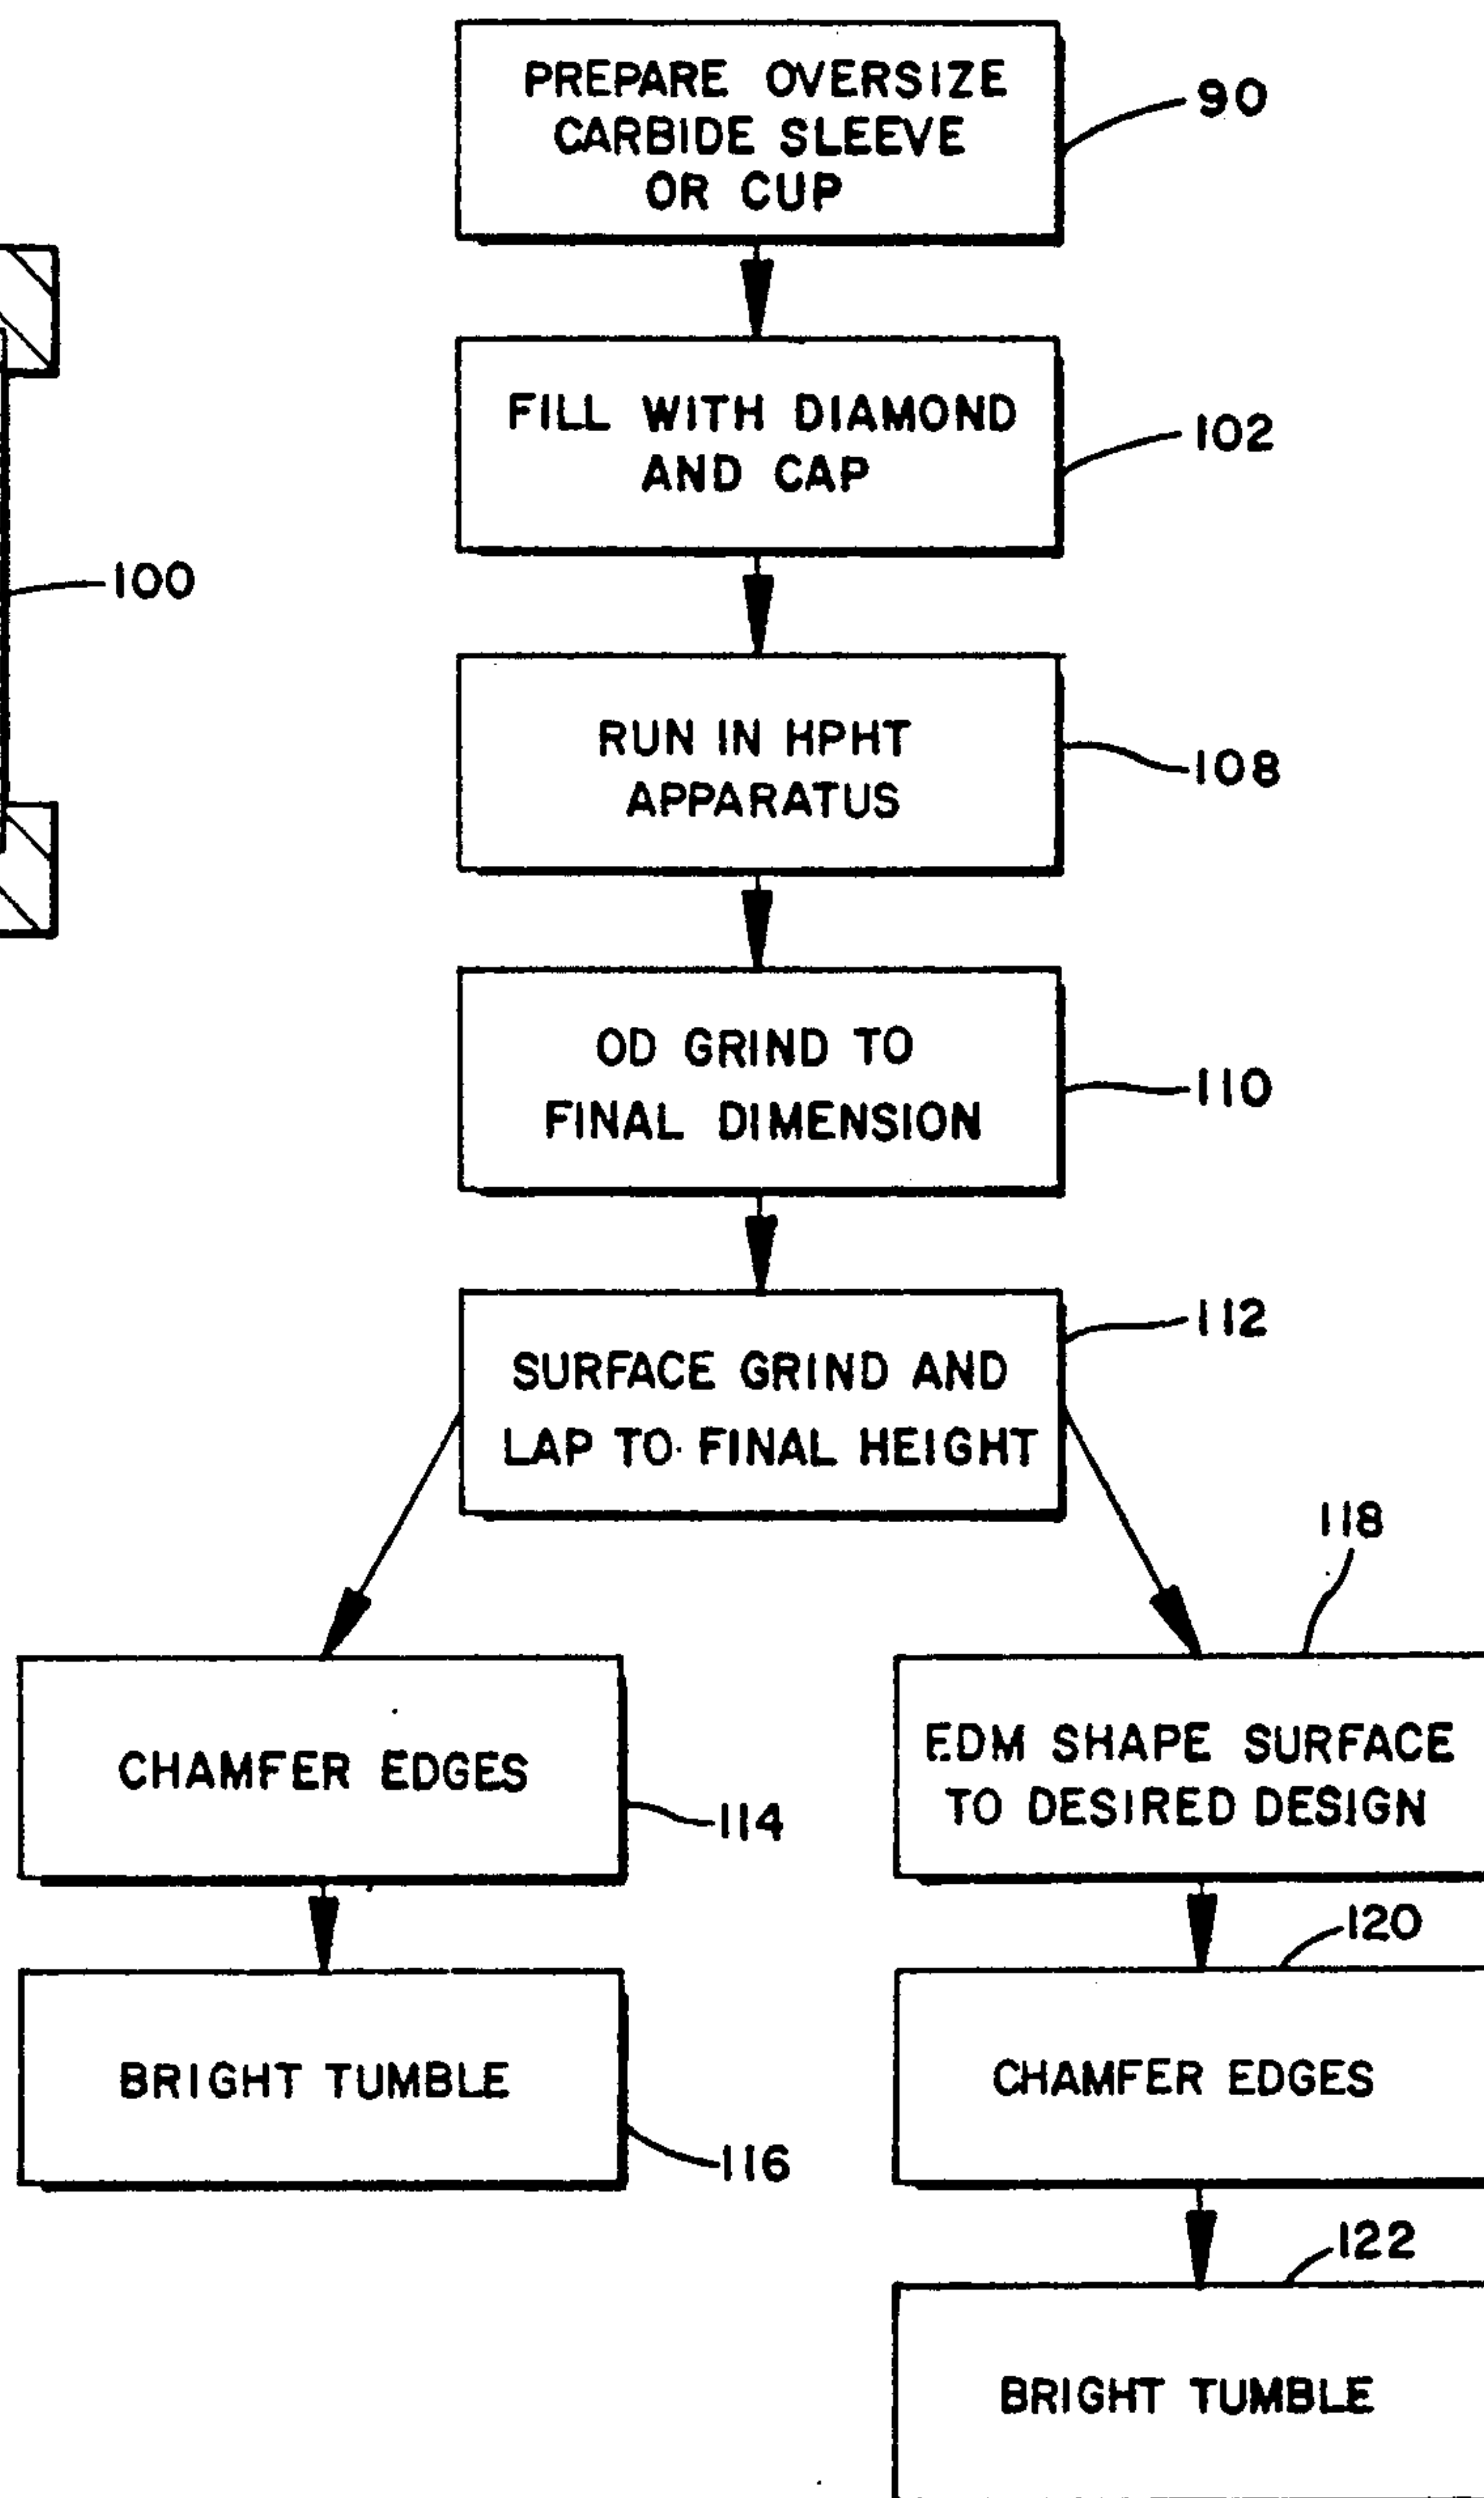 PREPARE OVERSIZE
CARBIDE SLEEVE
OR CUP
90
FILL WITH DIAMOND
AND CAP
102
100
RUN IN HPHT
APPARATUS
108
OD GRIND TO
FINAL DIMENSION
110
SURFACE GRIND AND
LAP TO FINAL HEIGHT
112
118
CHAMFER EDGES
114
EDM SHAPE SURFACE
TO DESIRED DESIGN
120
BRIGHT TUMBLE
116
CHAMFER EDGES
122
BRIGHT TUMBLE